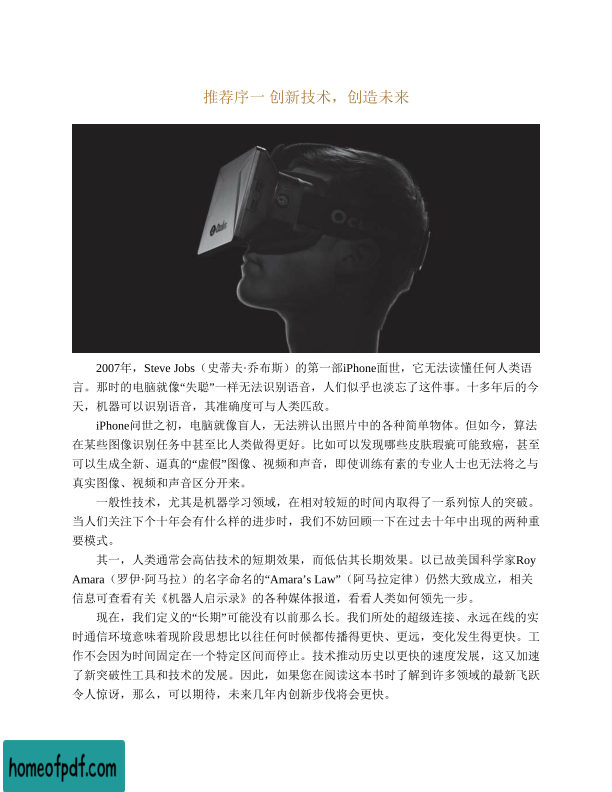 推荐序一 创新技术，创造未来
Oculus
2007年，Steve Jobs（史蒂夫·乔布斯）的第一部iPhone面世，它无法读懂任何人类语
言。那时的电脑就像“失聪”一样无法识别语音，人们似乎也淡忘了这件事。十多年后的今
天，机器可以识别语音，其准确度可与人类匹敌。
iPhone问世之初，电脑就像盲人，无法辨认出照片中的各种简单物体。但如今，算法
在某些图像识别任务中甚至比人类做得更好。比如可以发现哪些皮肤瑕疵可能致癌，甚至
可以生成全新、逼真的“虚假”图像、视频和声音，即使训练有素的专业人士也无法将之与
真实图像、视频和声音区分开来。
一般性技术，尤其是机器学习领域，在相对较短的时间内取得了一系列惊人的突破。
当人们关注下个十年会有什么样的进步时，我们不妨回顾一下在过去十年中出现的两种重
要模式。
其一，人类通常会高估技术的短期效果，而低估其长期效果。以已故美国科学家Roy
Amara（罗伊·阿马拉）的名字命名的“Amara’s Law”（阿马拉定律）仍然大致成立，相关
信息可查看有关《机器人启示录》的各种媒体报道，看看人类如何领先一步。
现在，我们定义的“长期”可能没有以前那么长。我们所处的超级连接、永远在线的实
时通信环境意味着现阶段思想比以往任何时候都传播得更快、更远，变化发生得更快。工
作不会因为时间固定在一个特定区间而停止。技术推动历史以更快的速度发展，这又加速
了新突破性工具和技术的发展。因此，如果您在阅读这本书时了解到许多领域的最新飞跃
令人惊讶，那么，可以期待，未来几年内创新步伐将会更快。
homeofpdf.com